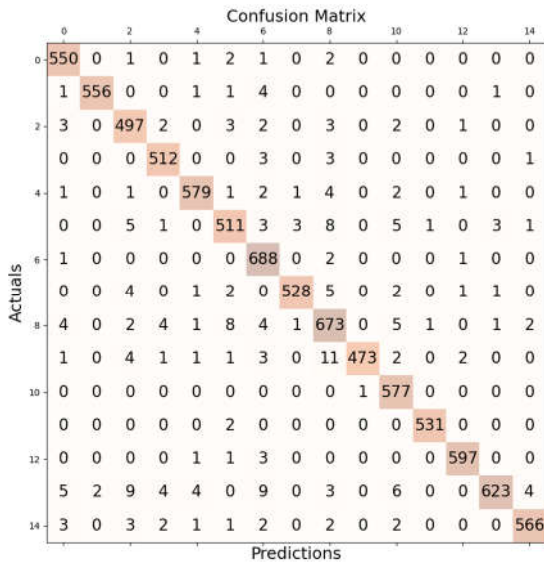 Confusion Matrix
0 2 4 6 8 10 12 14
0 550 0 1 0 1 2 1 0 2 0 0 0 0 0 0
1 556 0 0 1 1 4 0 0 0 0 0 0 1 0
2 3 0 497 2 0 3 2 0 3 0 2 0 1 0 0
0 0 0 512 0 0 3 0 3 0 0 0 0 0 1
4 1 0 1 0 579 1 2 1 4 0 2 0 1 0 0
0 0 5 1 0 511 3 3 8 0 5 1 0 3 1
6 1 0 0 0 0 0 688 0 2 0 0 0 1 0 0
0 0 4 0 1 2 0 528 5 0 2 0 1 1 0
8 4 0 2 4 1 8 4 1 673 0 5 1 0 1 2
1 0 4 1 1 1 3 0 11 473 2 0 2 0 0
10 0 0 0 0 0 0 0 0 0 1 577 0 0 0 0
0 0 0 0 0 2 0 0 0 0 0 531 0 0 0
12 0 0 0 0 1 1 3 0 0 0 0 0 597 0 0
5 2 9 4 4 0 9 0 3 0 6 0 0 623 4
14 3 0 3 2 1 1 2 0 2 0 2 0 0 0 566
Actuals
Predictions